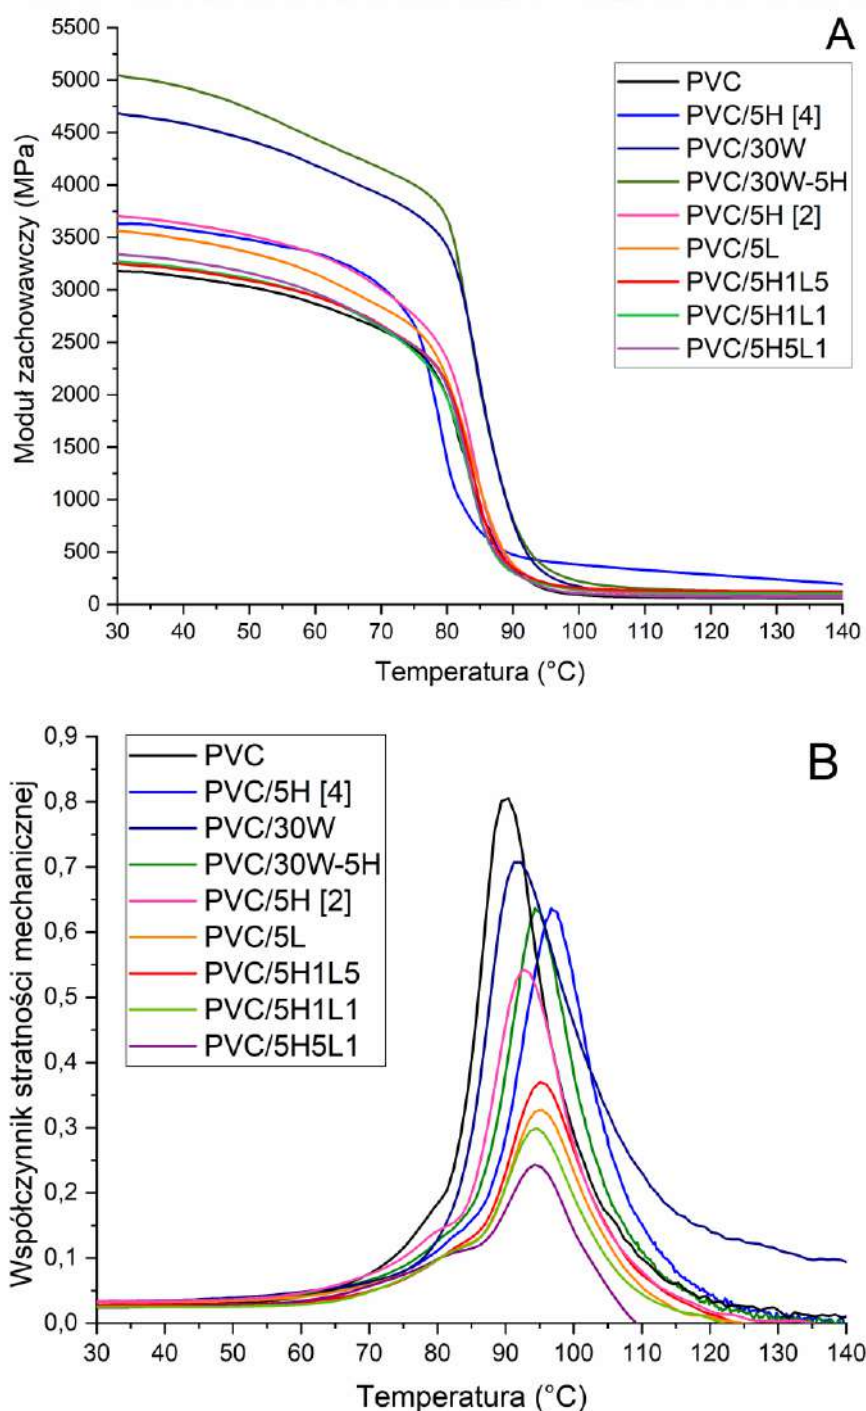 A
5500
5000
4500
4000
3500
3000
2500
2000
1500
1000
500
0
Moduł zachowawczy (MPa)
PVC
PVC/5H [4]
PVC/30W
PVC/30W-5H
PVC/5H [2]
PVC/5L
PVC/5H1L5
PVC/5H1L1
PVC/5H5L1
30 40 50 60 70 80 90 100 110 120 130 140
Temperatura (°C)
B
0,9
0,8
0,7
0,6
0,5
0,4
0,3
0,2
0,1
0,0
Współczynnik stratności mechanicznej
PVC
PVC/5H [4]
PVC/30W
PVC/30W-5H
PVC/5H [2]
PVC/5L
PVC/5H1L5
PVC/5H1L1
PVC/5H5L1
30 40 50 60 70 80 90 100 110 120 130 140
Temperatura (°C)